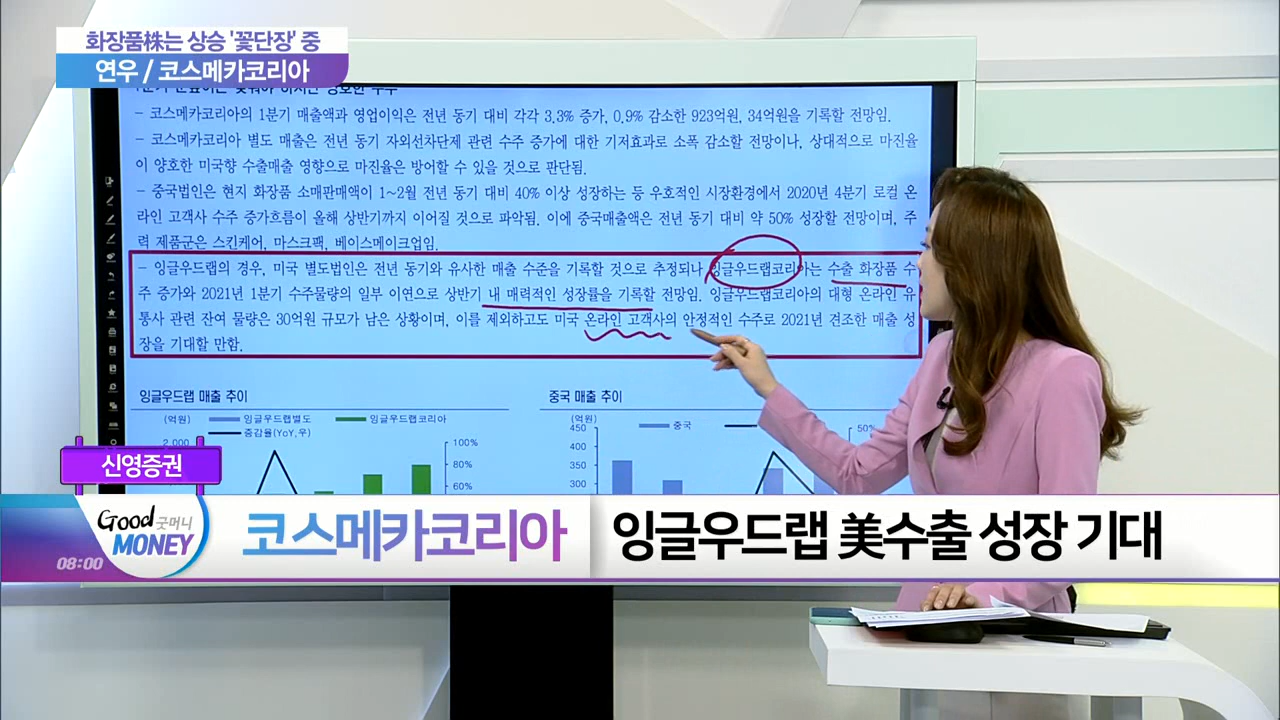 화장품株는 상승 '꽃단장' 중
연우 / 코스메카코리아
- 코스메카코리아의 1분기 매출액과 영업이익은 전년 동기 대비 각각 3.3% 증가, 0.9% 감소한 923억원, 34억원을 기록할 전망임.
- 코스메카코리아 별도 매출은 전년 동기 자외선차단제 관련 수주 증가에 대한 기저효과로 소폭 감소할 전망이나, 상대적으로 마진율
이 양호한 미국향 수출매출 영향으로 마진율은 방어할 수 있을 것으로 판단됨.
- 중국법인은 현지 화장품 소매판매액이 1~2월 전년 동기 대비 40% 이상 성장하는 등 우호적인 시장환경에서 2020년 4분기 로컬 온
라인 고객사 수주 증가흐름이 올해 상반기까지 이어질 것으로 파악됨. 이에 중국매출액은 전년 동기 대비 약 50% 성장할 전망이며, 주
력 제품군은 스킨케어, 마스크팩, 베이스메이크업임.
- 잉글우드랩의 경우, 미국 별도법인은 전년 동기와 유사한 매출 수준을 기록할 것으로 추정되나 잉글우드랩코리아는 수출 화장품 수
주 증가와 2021년 1분기 수주물량의 일부 이연으로 상반기 내 매력적인 성장률을 기록할 전망임. 잉글우드랩코리아의 대형 온라인 유
통사 관련 잔여 물량은 30억원 규모가 남은 상황이며, 이를 제외하고도 미국 온라인 고객사의 안정적인 수주로 2021년 견조한 매출 성
장을 기대할 만함.
잉글우드랩 매출 추이
중국 매출 추이
(억원)
잉글우드랩별도
잉글우드랩코리아
증감율(YoY,우)
2,000
100%
80%
60%
(억원)
중국
450
400
350
300
50%
신영증권
Good 굿머니
MONEY
08:00
코스메카코리아
잉글우드랩 美수출 성장 기대